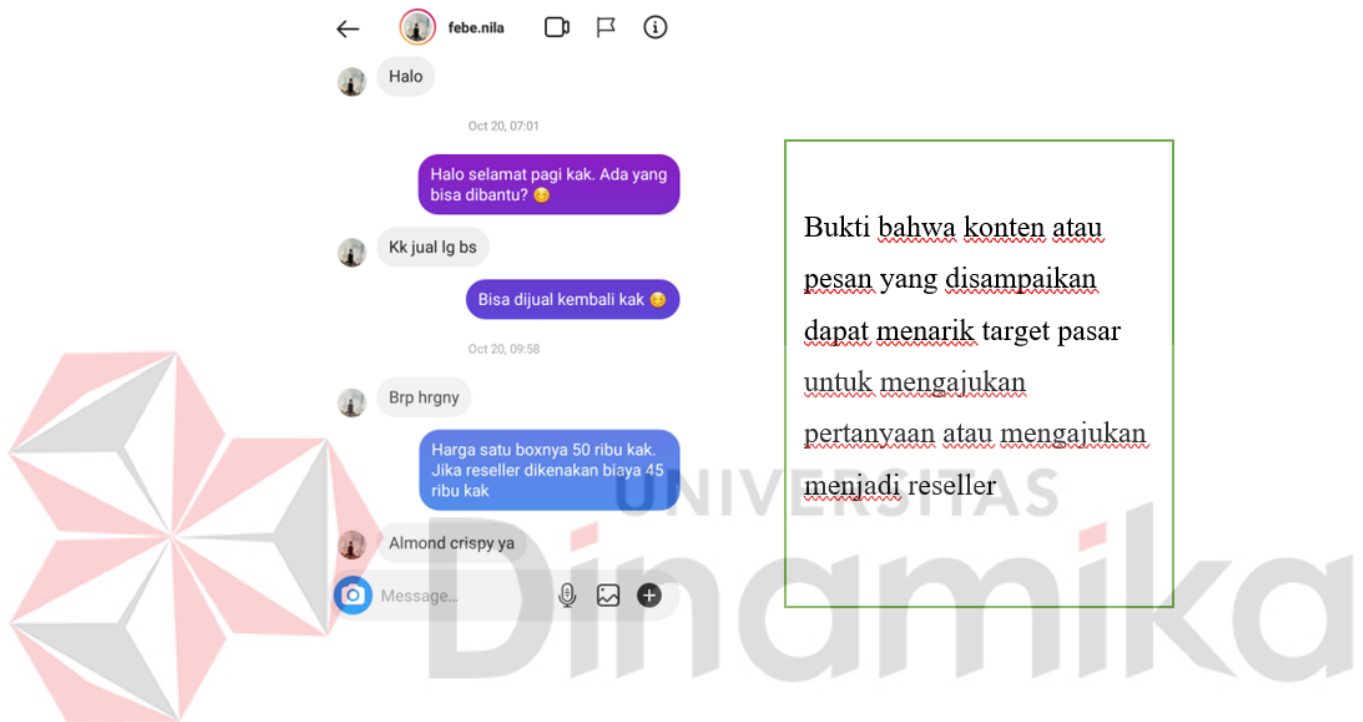 febe.nila
Halo
Oct 20, 07:01
Halo selamat pagi kak. Ada yang
bisa dibantu? 😊
Kk jual lg bs
Bisa dijual kembali kak 😊
Oct 20, 09:58
Brp hrgny
Harga satu boxnya 50 ribu kak.
Jika reseller dikenakan biaya 45
ribu kak
Almond crispy ya
Message...
Bukti bahwa konten atau
pesan yang disampaikan
dapat menarik target pasar
untuk mengajukan
pertanyaan atau mengajukan
menjadi reseller
UNIVERSITAS
Dinamika